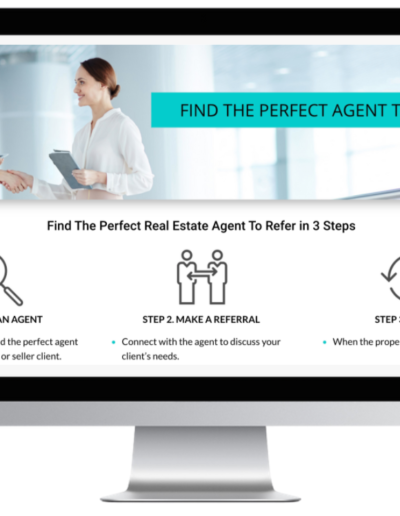 FIND THE PERFECT AGENT T
Find The Perfect Real Estate Agent To Refer in 3 Steps
AN AGENT
d the perfect agent
or seller client.
STEP 2. MAKE A REFERRAL
Connect with the agent to discuss your
client's needs.
STEP
When the prope